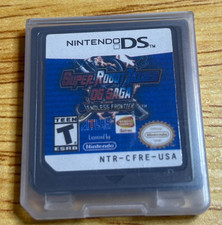 NINTENDO DS
SUPER ROBOT TAISEN
OG SAGA
ENDLESS FRONTIER
TEEN
T
ESRB
Licensed by
Nintendo
NTR-CFRE-USA